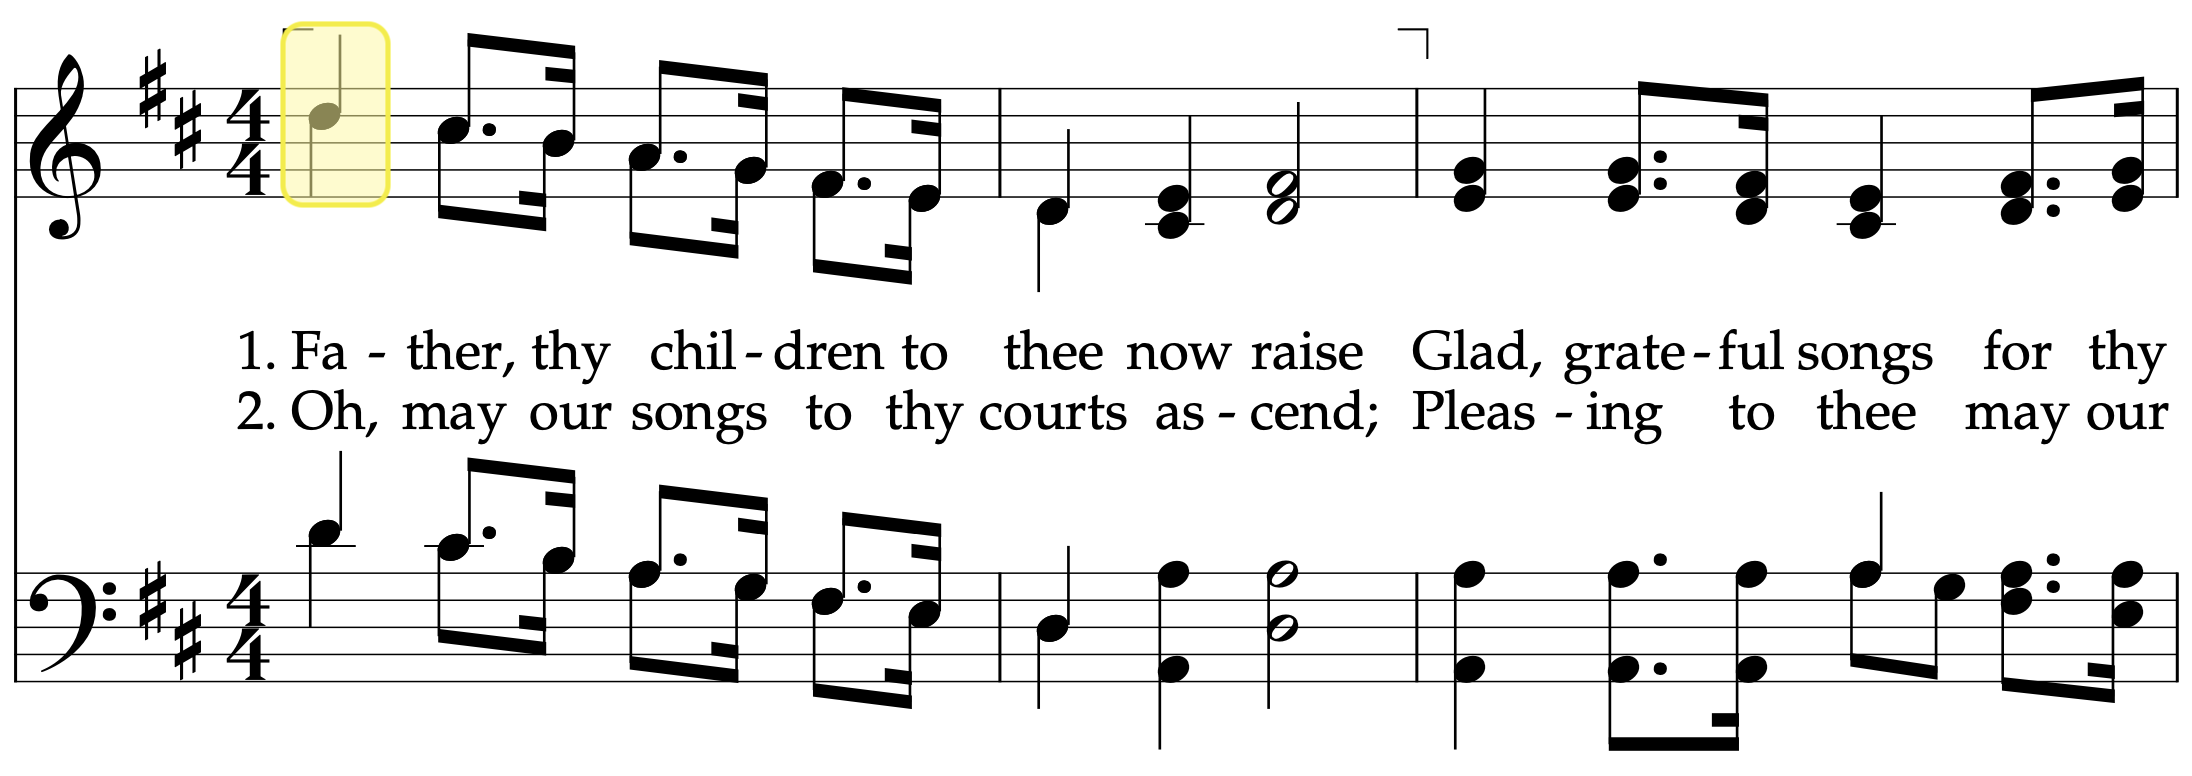 1. Fa - ther, thy chil - dren to thee now raise Glad, grate - ful songs for thy
2. Oh, may our songs to thy courts as - cend; Pleas - ing to thee may our